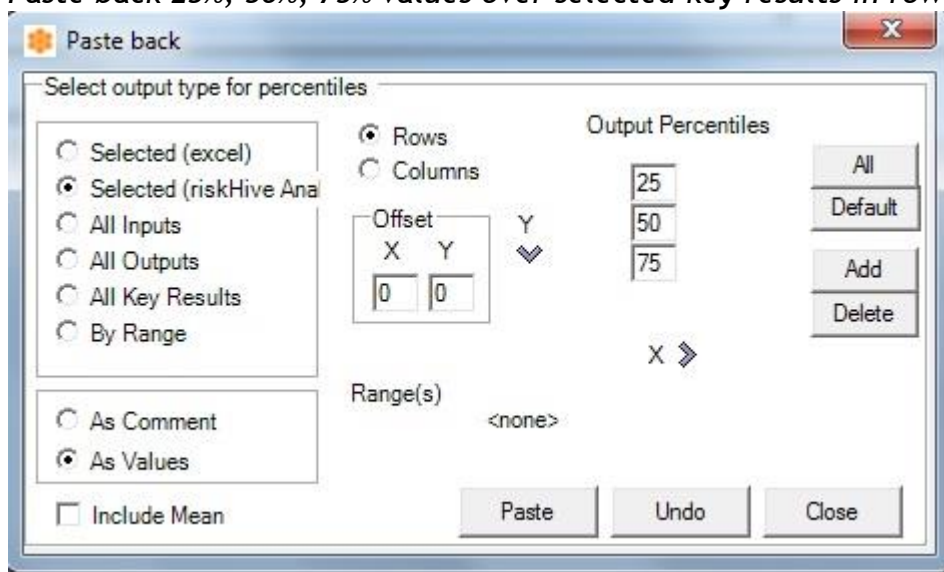 Paste back 25%, 50%, 75% values over selected key results in row
Paste back
Select output type for percentiles
Selected (excel)
Selected (riskHive Anal
All Inputs
All Outputs
All Key Results
By Range
As Comment
As Values
Include Mean
Rows
Columns
Offset
X Y
0 0
Y
X
Range(s)
<none>
Output Percentiles
25
50
75
All
Default
Add
Delete
Paste
Undo
Close